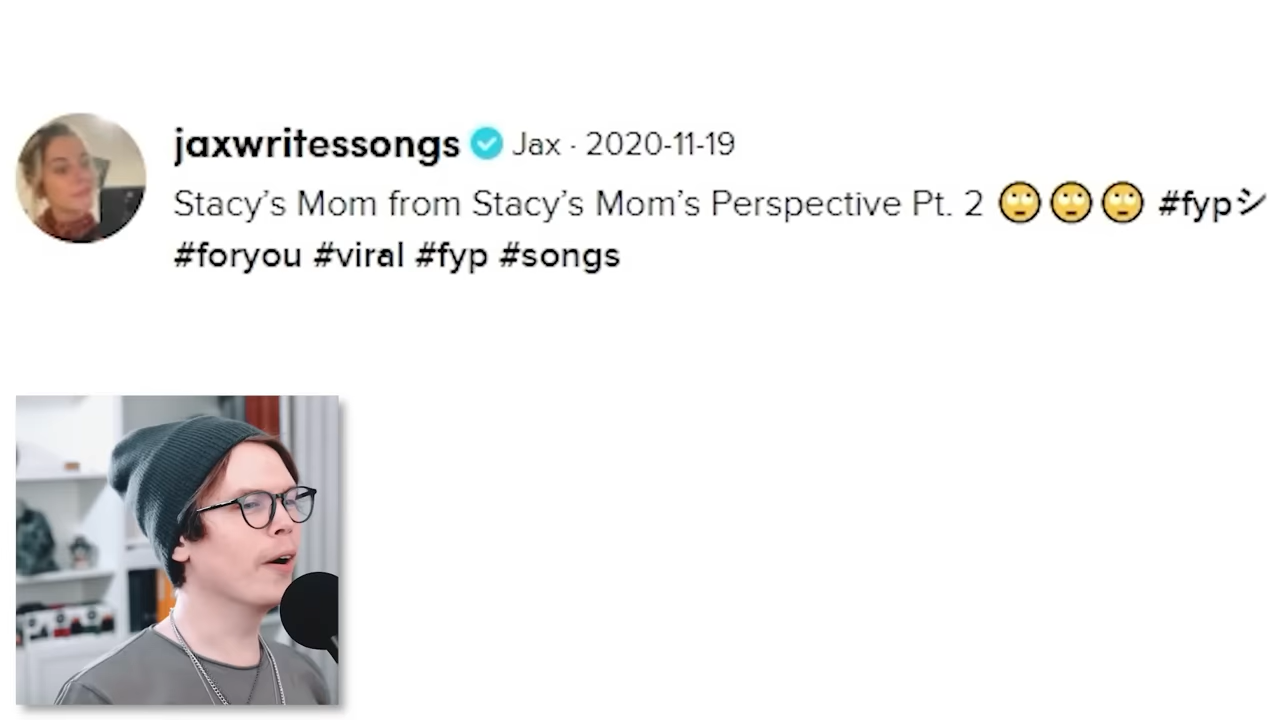 jaxwritessongs Jax · 2020-11-19
Stacy’s Mom from Stacy’s Mom’s Perspective Pt. 2 🙄🙄🙄 #fypシ
#foryou #viral #fyp #songs